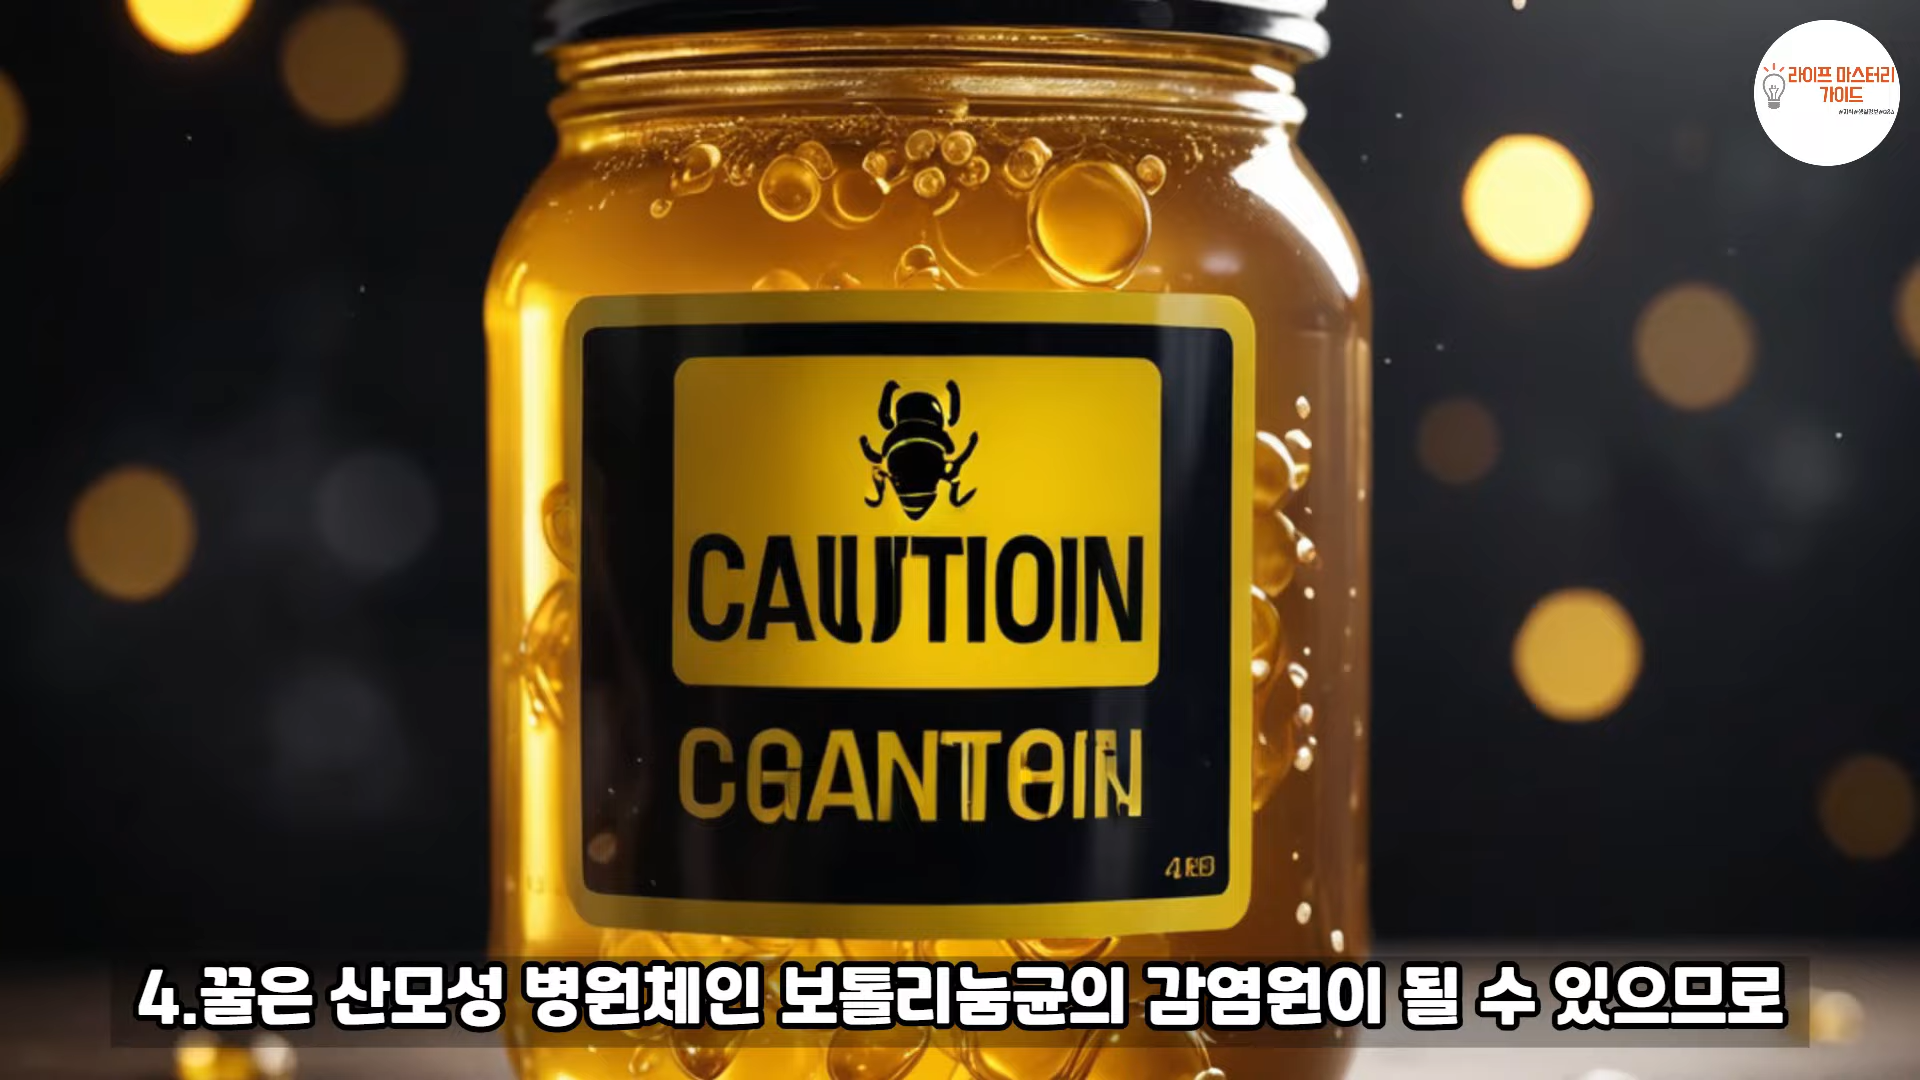 라이프 마스터리
가이드
CAUUTIOIN
CGANTOIN
4.꿀은 산모성 병원체인 보톨리눔균의 감염원이 될 수 있으므로